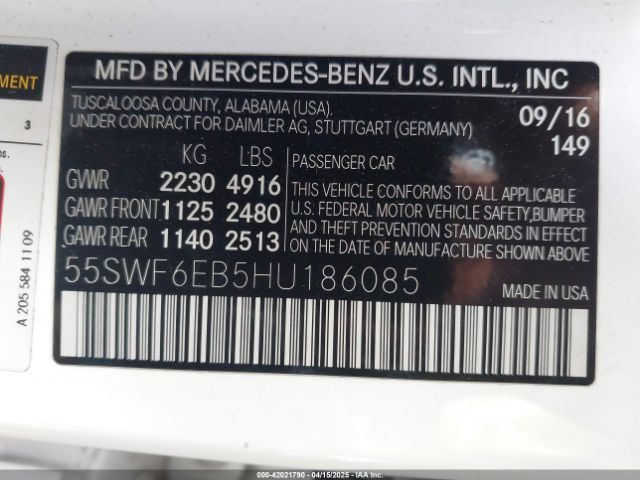 MFD BY MERCEDES-BENZ U.S. INTL., INC
TUSCALOOSA COUNTY, ALABAMA (USA).
UNDER CONTRACT FOR DAIMLER AG, STUTTGART (GERMANY)
09/16
149
KG LBS
GVWR 2230 4916
GAWR FRONT 1125 2480
GAWR REAR 1140 2513
PASSENGER CAR
THIS VEHICLE CONFORMS TO ALL APPLICABLE
U.S. FEDERAL MOTOR VEHICLE SAFETY, BUMPER
AND THEFT PREVENTION STANDARDS IN EFFECT
ON THE DATE OF MANUFACTURE SHOWN ABOVE.
55SWF6EB5HU186085
MADE IN USA
MENT
3
os.
A 205 584 11 09
000-42021790 - 04/15/2025 - IAAI.COM